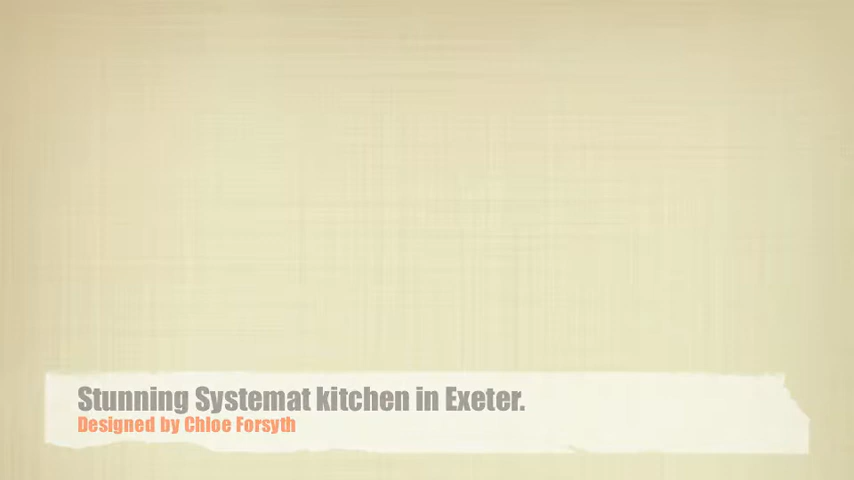 Stunning Systemat kitchen in Exeter.
Designed by Chloe Forsyth